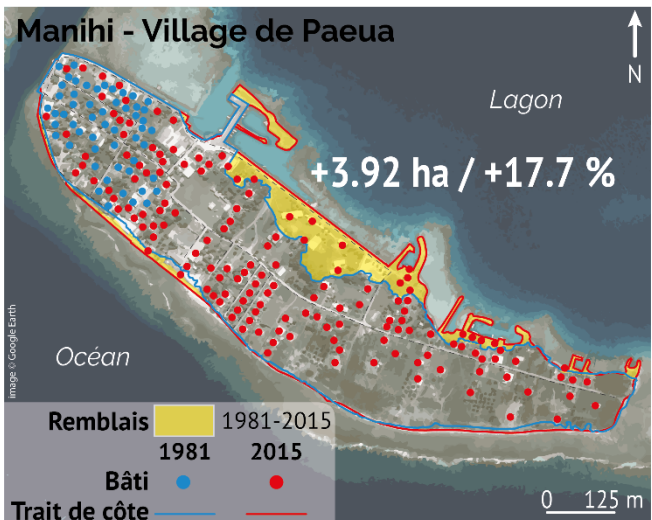 Manihi - Village de Paeua
N
Lagon
+3.92 ha / +17.7 %
Océan
image © Google Earth
Remblais 1981-2015
1981 2015
Bâti
Trait de côte
0 125 m